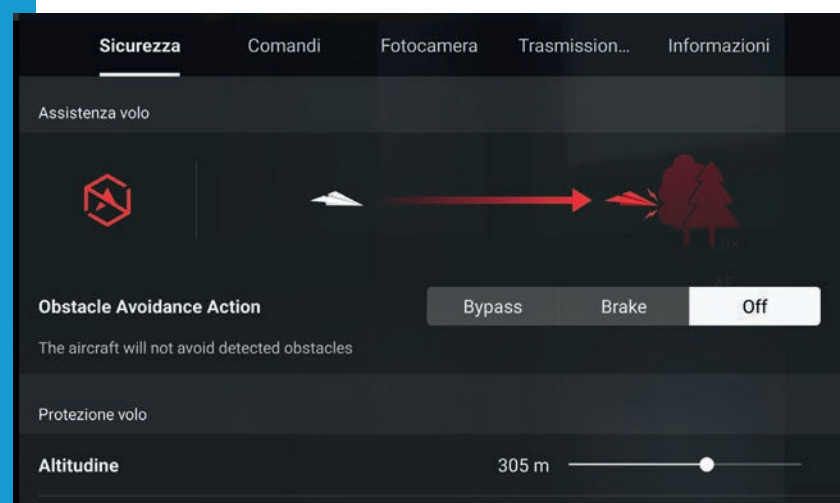 Sicurezza Comandi Fotocamera Trasmission... Informazioni
Assistenza volo
Obstacle Avoidance Action Bypass Brake Off
The aircraft will not avoid detected obstacles
Protezione volo
Altitudine 305 m